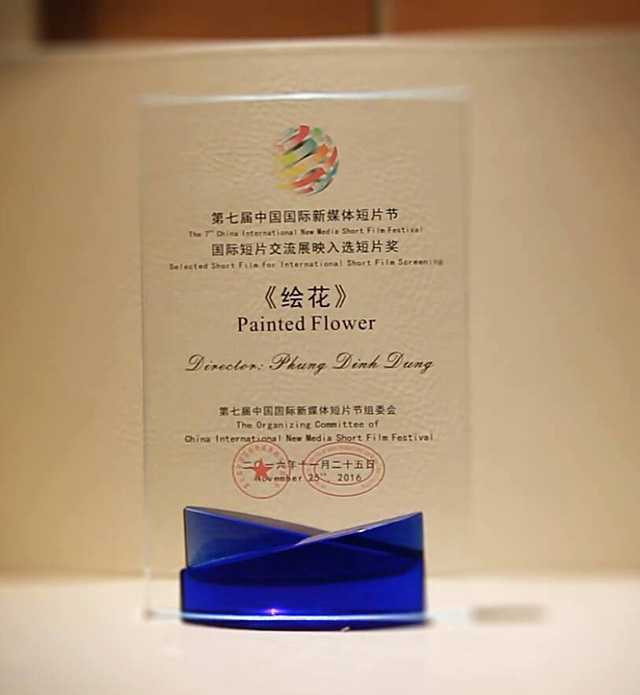 第七届中国国际新媒体短片节
The 7th China International New Media Short Film Festival
国际短片交流展映入选短片奖
Selected Short Film for International Short Film Screening
《绘花》
Painted Flower
Director: Phung Dinh Dung
第七届中国国际新媒体短片节组委会
The Organizing Committee of
China International New Media Short Film Festival
二〇一六年十一月二十五日
November 25th, 2016